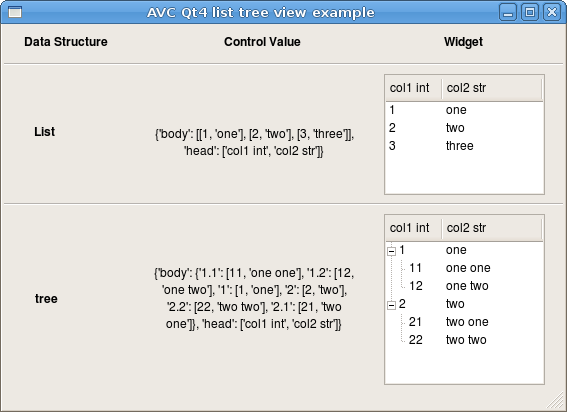 AVC Qt4 list tree view example
Data Structure Control Value Widget
List
{'body': [[1, 'one'], [2, 'two'], [3, 'three']],
'head': ['col1 int', 'col2 str']}
col1 int col2 str
1 one
2 two
3 three
tree
{'body': {'1.1': [11, 'one one'], '1.2': [12,
'one two'], '1': [1, 'one'], '2': [2, 'two'],
'2.2': [22, 'two two'], '2.1': [21, 'two
one']}, 'head': ['col1 int', 'col2 str']}
col1 int col2 str
1 one
11 one one
12 one two
2 two
21 two one
22 two two